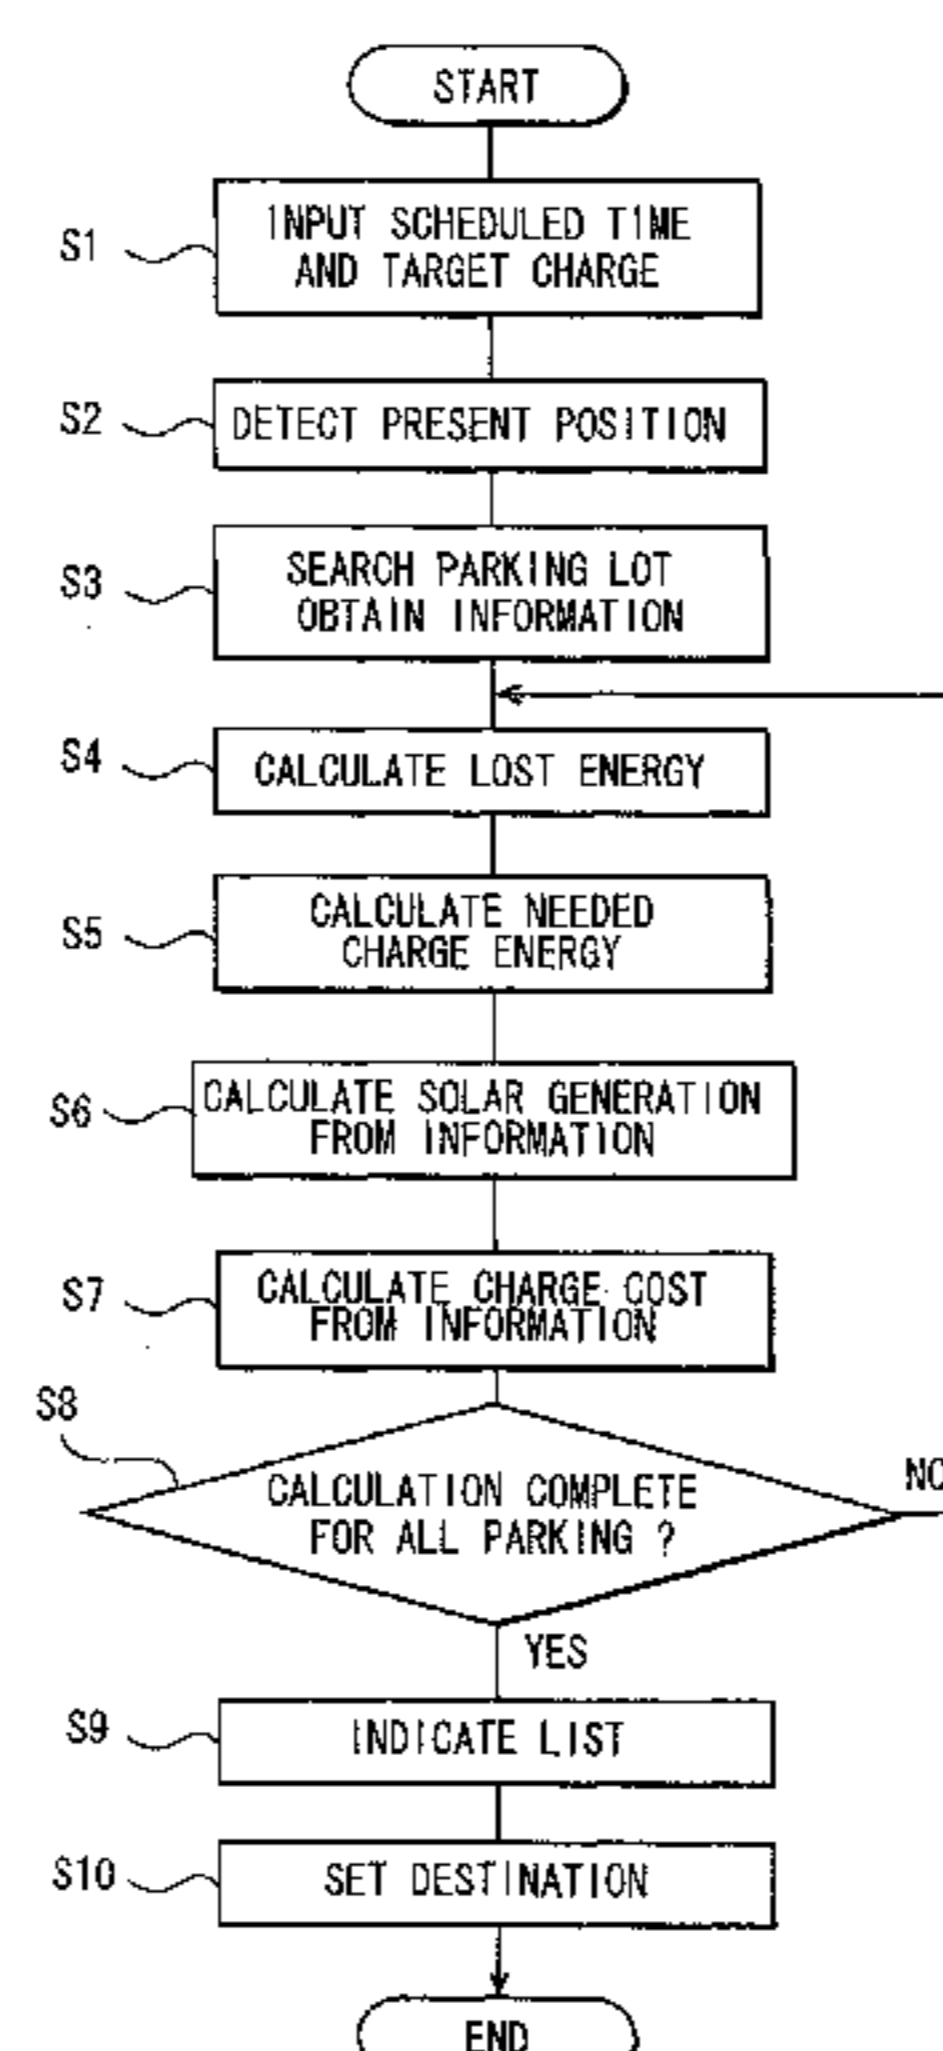 START
S1
INPUT SCHEDULED TIME
AND TARGET CHARGE
S2
DETECT PRESENT POSITION
S3
SEARCH PARKING LOT
OBTAIN INFORMATION
S4
CALCULATE LOST ENERGY
S5
CALCULATE NEEDED
CHARGE ENERGY
S6
CALCULATE SOLAR GENERATION
FROM INFORMATION
S7
CALCULATE CHARGE COST
FROM INFORMATION
S8
CALCULATION COMPLETE
FOR ALL PARKING ?
NO
YES
S9
INDICATE LIST
S10
SET DESTINATION
END